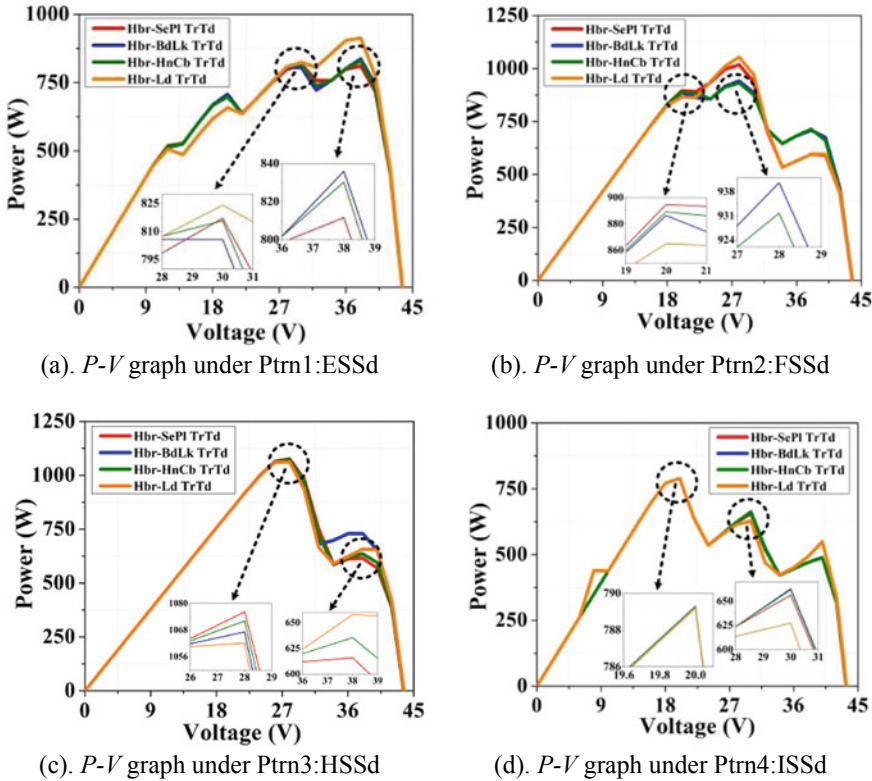 Hbr-SePl TrTd
Hbr-BdLk TrTd
Hbr-HnCb TrTd
Hbr-Ld TrTd
Power (W)
1000
750
500
250
0
0 9 18 27 36 45
Voltage (V)
825
810
795
28 29 30 31
840
820
800
36 37 38 39
(a). P-V graph under Ptrn1:ESSd
Hbr-SePl TrTd
Hbr-BdLk TrTd
Hbr-HnCb TrTd
Hbr-Ld TrTd
Power (W)
1250
1000
750
500
250
0
0 9 18 27 36 45
Voltage (V)
900
880
860
19 20 21
938
931
924
27 28 29
(b). P-V graph under Ptrn2:FSSd
Hbr-SePl TrTd
Hbr-BdLk TrTd
Hbr-HnCb TrTd
Hbr-Ld TrTd
Power (W)
1250
1000
750
500
250
0
0 9 18 27 36 45
Voltage (V)
1080
1068
1056
26 27 28 29
650
600
36 37 38 39
(c). P-V graph under Ptrn3:HSSd
Hbr-SePl TrTd
Hbr-BdLk TrTd
Hbr-HnCb TrTd
Hbr-Ld TrTd
Power (W)
1000
750
500
250
0
0 9 18 27 36 45
Voltage (V)
790
788
786
19.6 19.8 20.0
650
625
600
28 29 30 31
(d). P-V graph under Ptrn4:ISSd